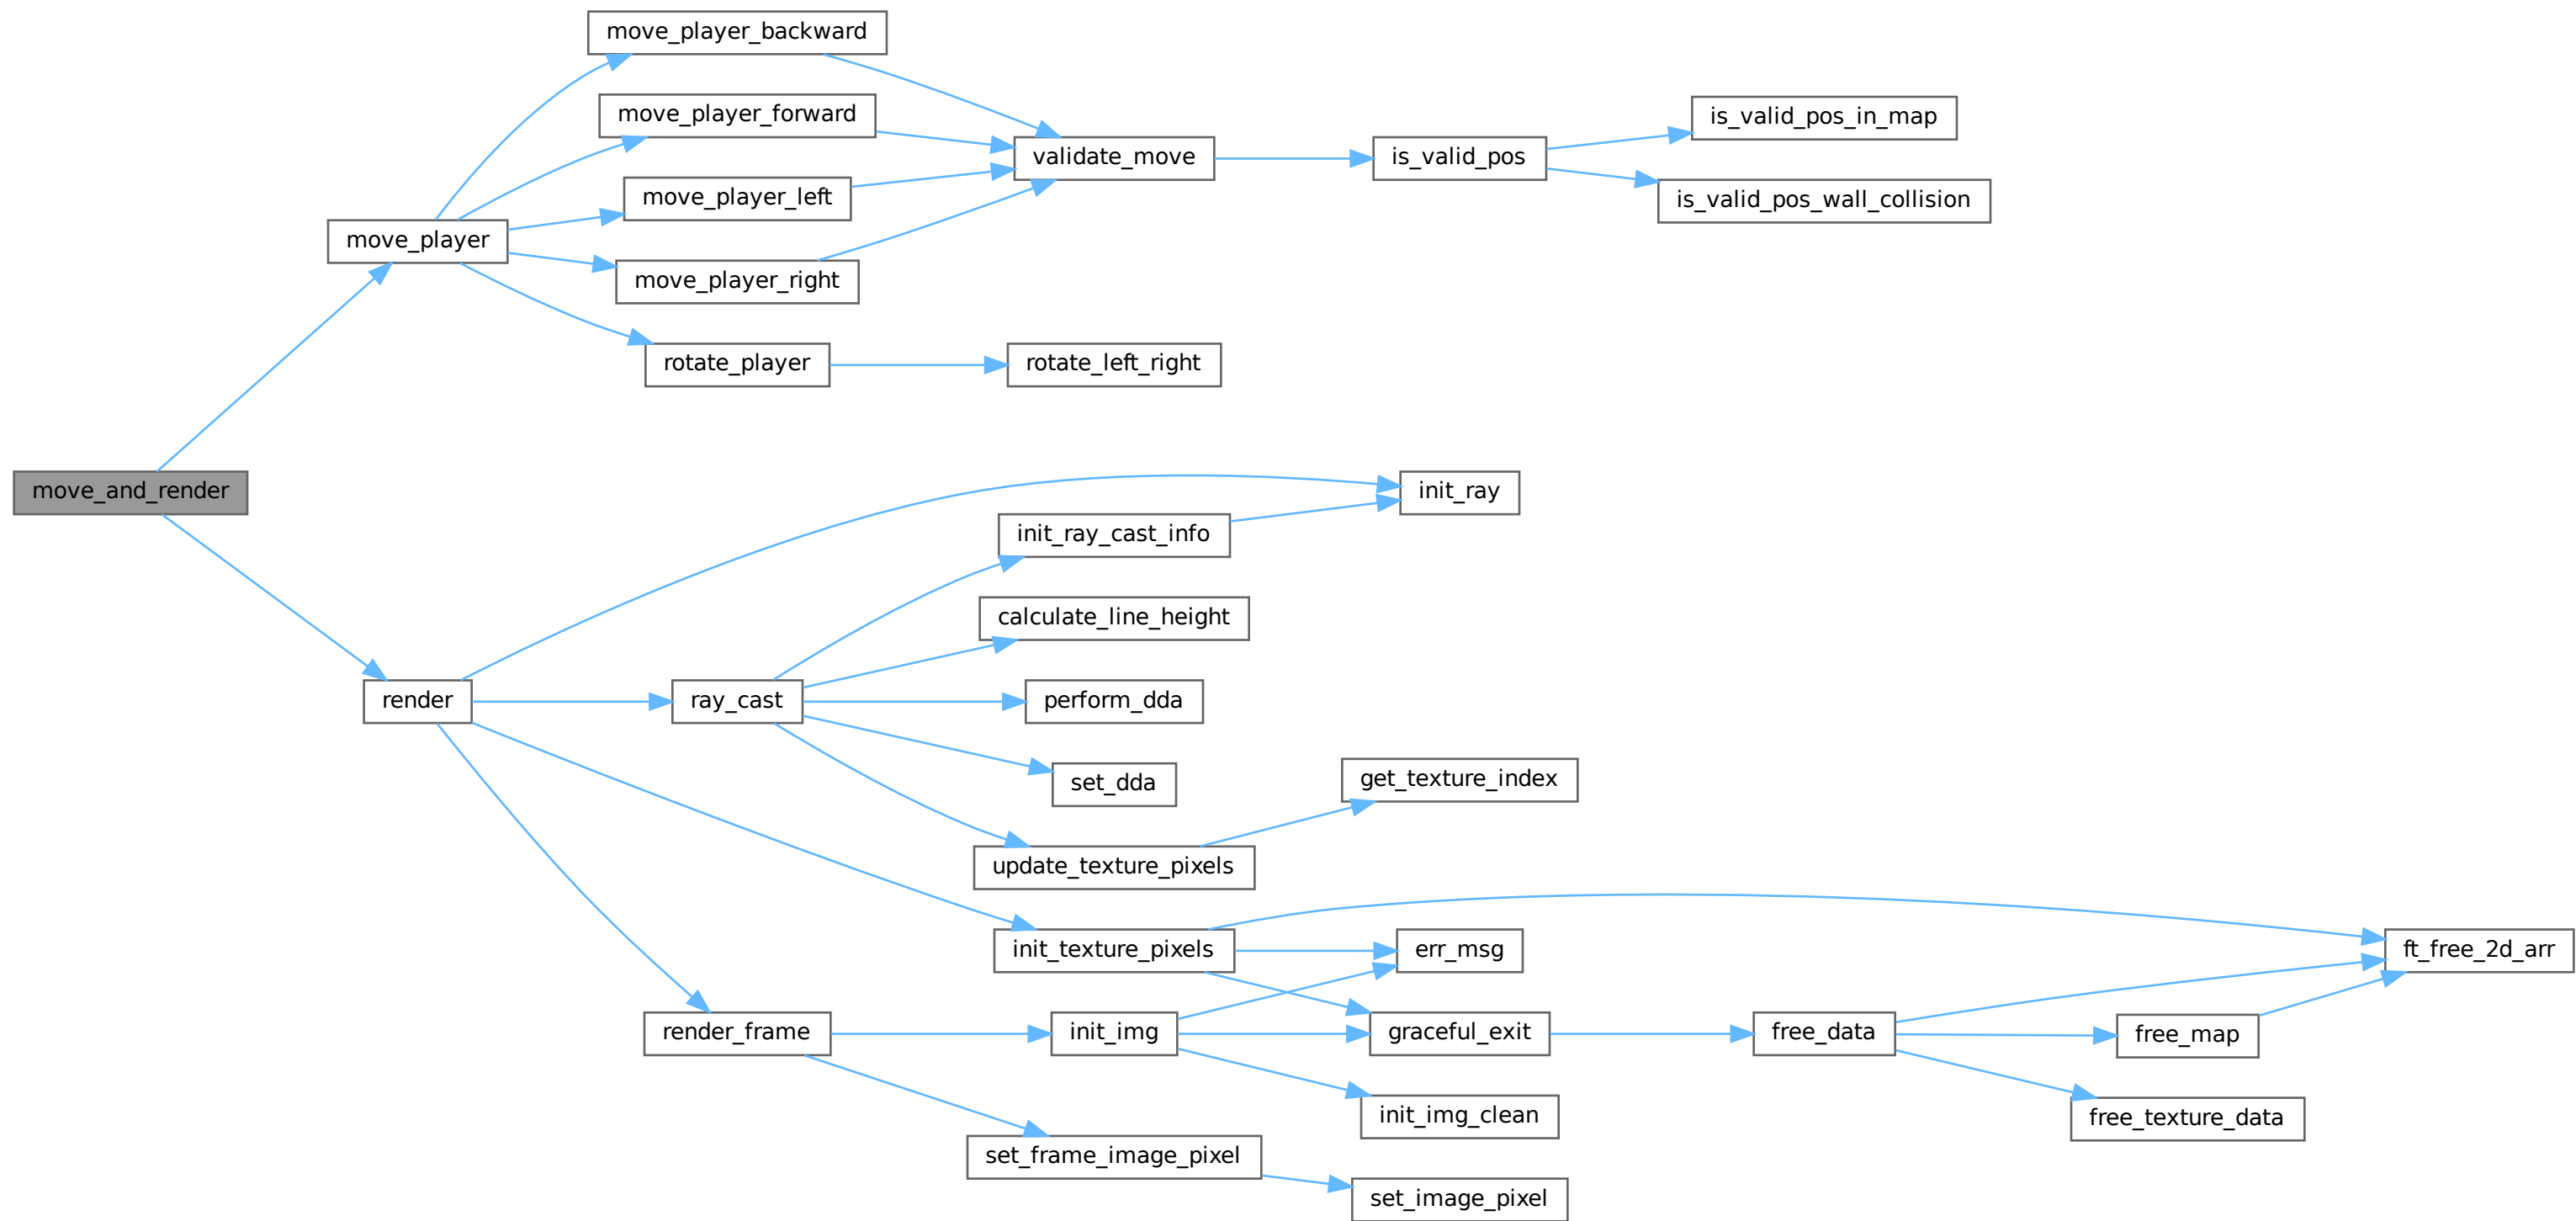 move_player_backward
move_player_forward
is_valid_pos_in_map
validate_move
is_valid_pos
move_player_left
is_valid_pos_wall_collision
move_player
move_player_right
rotate_player
rotate_left_right
move_and_render
init_ray
init_ray_cast_info
calculate_line_height
render
ray_cast
perform_dda
set_dda
get_texture_index
update_texture_pixels
init_texture_pixels
err_msg
ft_free_2d_arr
render_frame
init_img
graceful_exit
free_data
free_map
init_img_clean
free_texture_data
set_frame_image_pixel
set_image_pixel